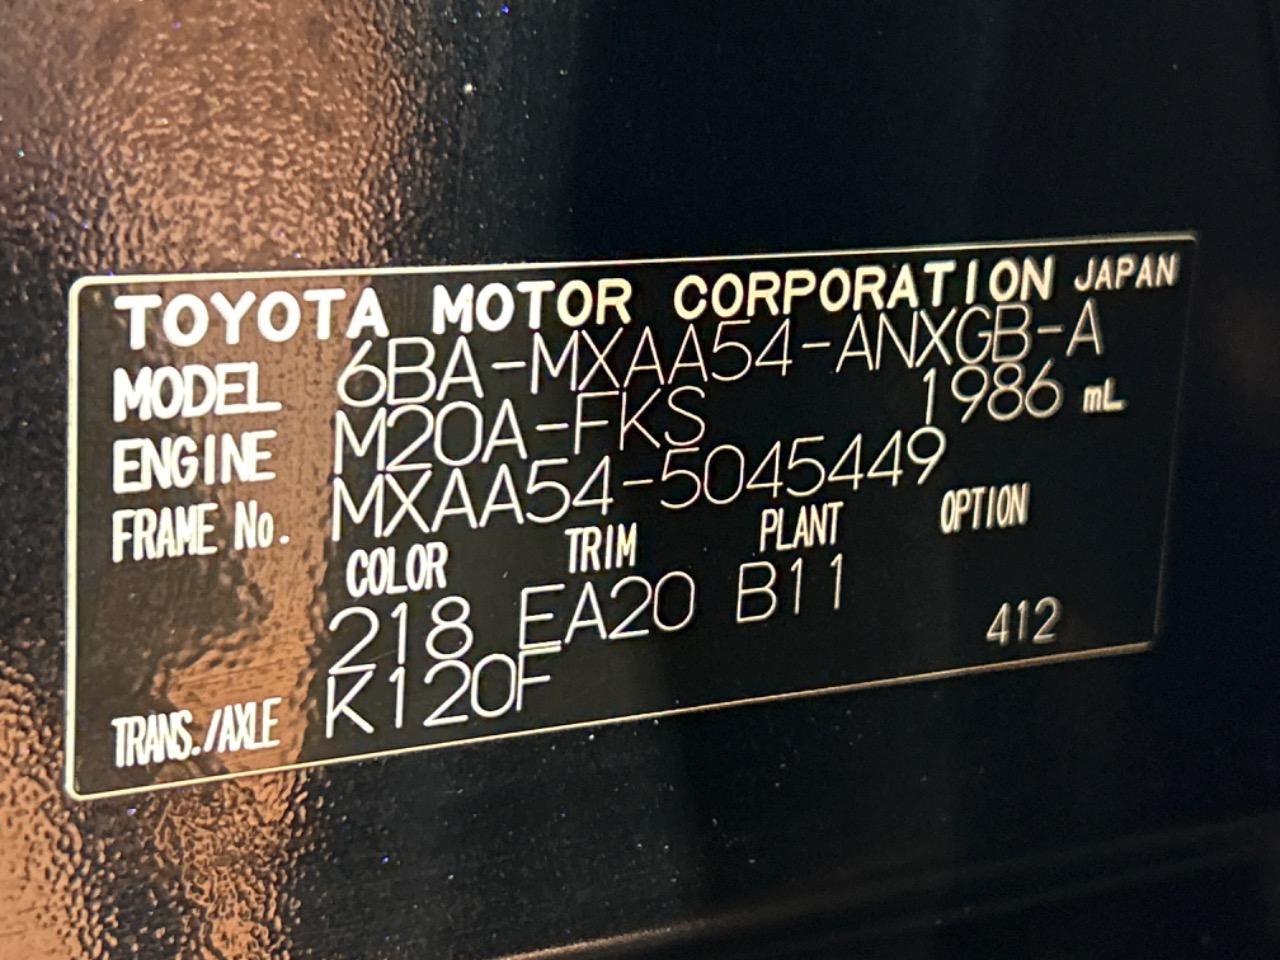 TOYOTA MOTOR CORPORATION JAPAN
MODEL 6BA-MXAA54-ANXGB-A
ENGINE M20A-FKS 1986 mL
FRAME No. MXAA54-5045449
COLOR TRIM PLANT OPTION
218 EA20 B11 412
TRANS./AXLE K120F